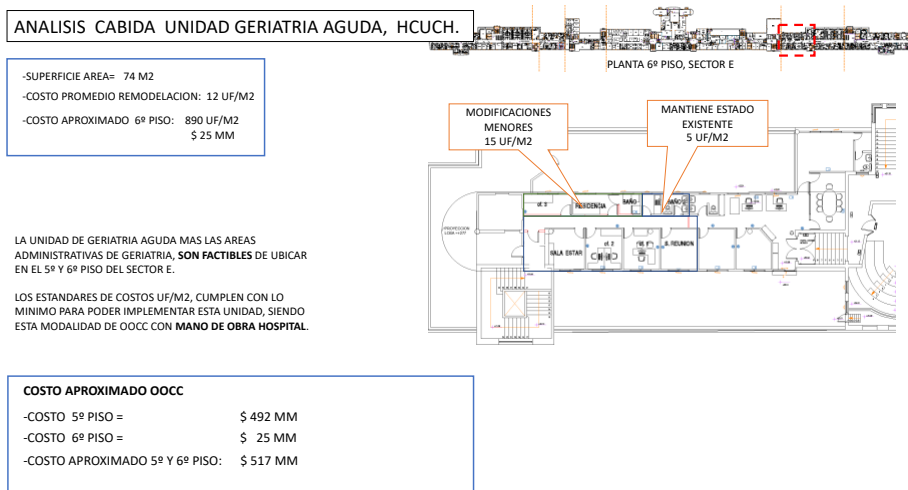 ANALISIS CABIDA UNIDAD GERIATRIA AGUDA, HCUCH.
PLANTA 6º PISO, SECTOR E
-SUPERFICIE AREA= 74 M2
-COSTO PROMEDIO REMODELACION: 12 UF/M2
-COSTO APROXIMADO 6º PISO: 890 UF/M2
$ 25 MM
MODIFICACIONES
MENORES
15 UF/M2
MANTIENE ESTADO
EXISTENTE
5 UF/M2
RESIDENCIA
BAÑO
SALA ESTAR
of. 2
S. REUNION
LA UNIDAD DE GERIATRIA AGUDA MAS LAS AREAS
ADMINISTRATIVAS DE GERIATRIA, SON FACTIBLES DE UBICAR
EN EL 5º Y 6º PISO DEL SECTOR E.
LOS ESTANDARES DE COSTOS UF/M2, CUMPLEN CON LO
MINIMO PARA PODER IMPLEMENTAR ESTA UNIDAD, SIENDO
ESTA MODALIDAD DE OOCC CON MANO DE OBRA HOSPITAL.
COSTO APROXIMADO OOCC
-COSTO 5º PISO = $ 492 MM
-COSTO 6º PISO = $ 25 MM
-COSTO APROXIMADO 5º Y 6º PISO: $ 517 MM